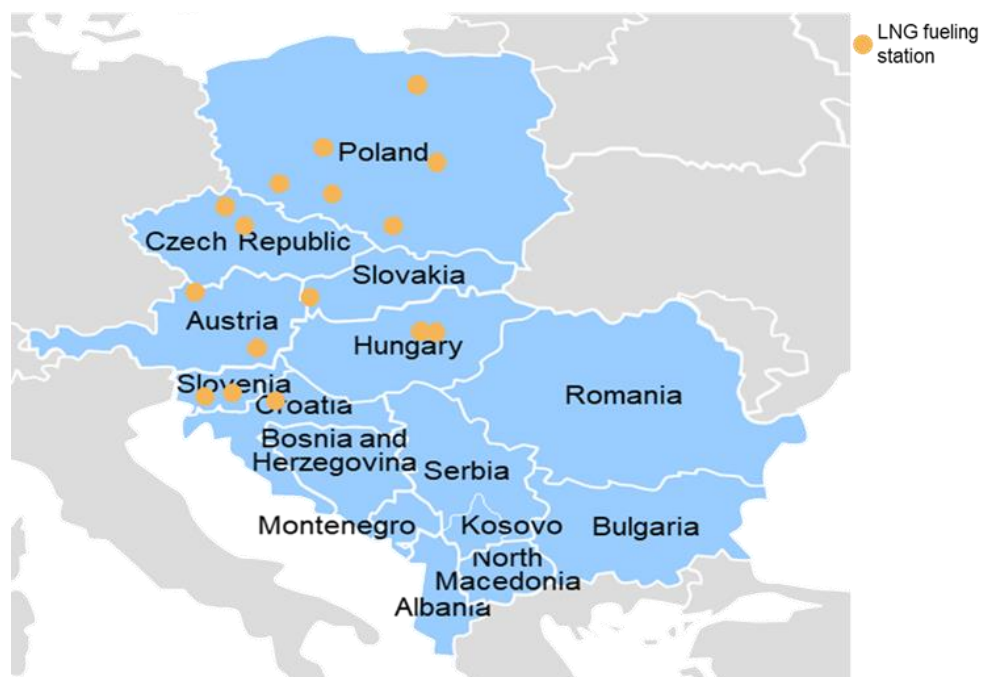 LNG fueling
station
Poland
Czech Republic
Slovakia
Austria
Hungary
Slovenia
Croatia
Romania
Bosnia and
Herzegovina
Serbia
Montenegro
Kosovo
Bulgaria
North
Macedonia
Albania